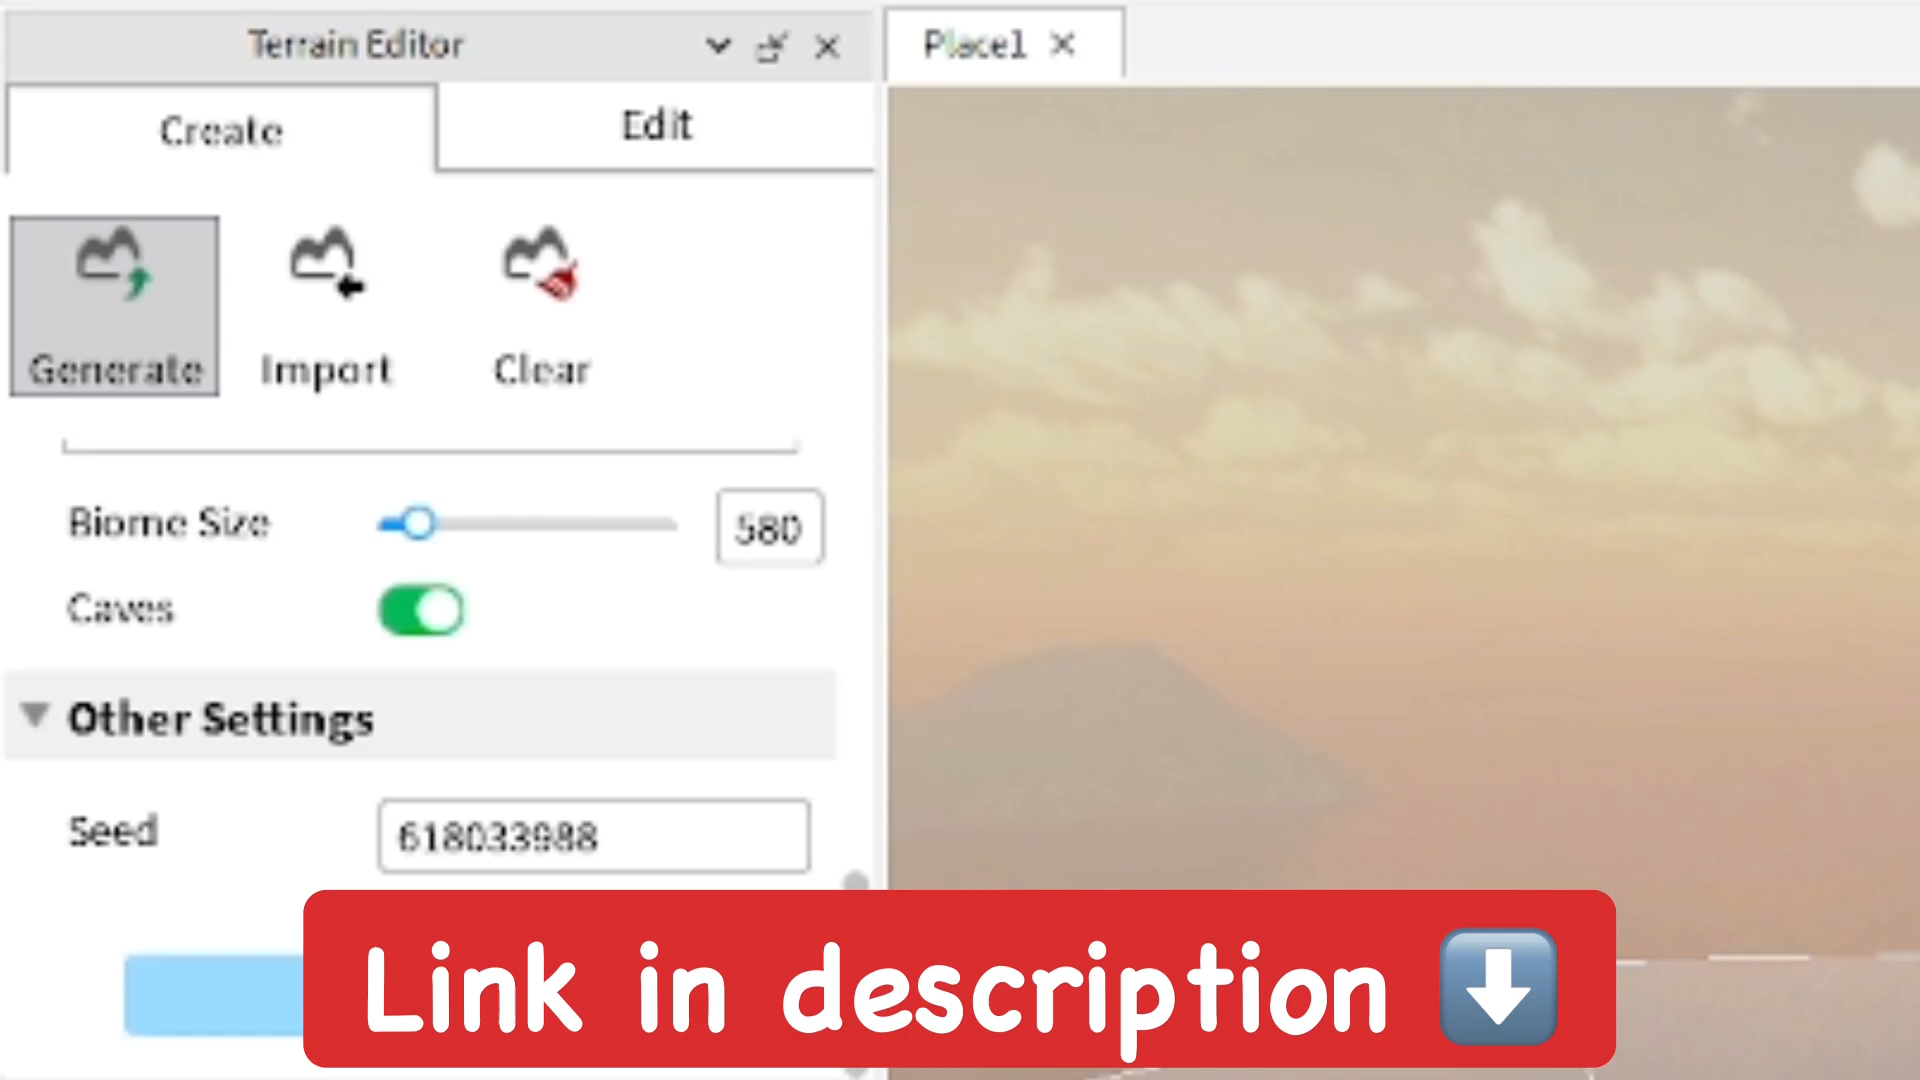 Terrain Editor
Place1
Create
Edit
Generate
Import
Clear
Biome Size
580
Caves
Other Settings
Seed
618033988
Link in description ⬇️